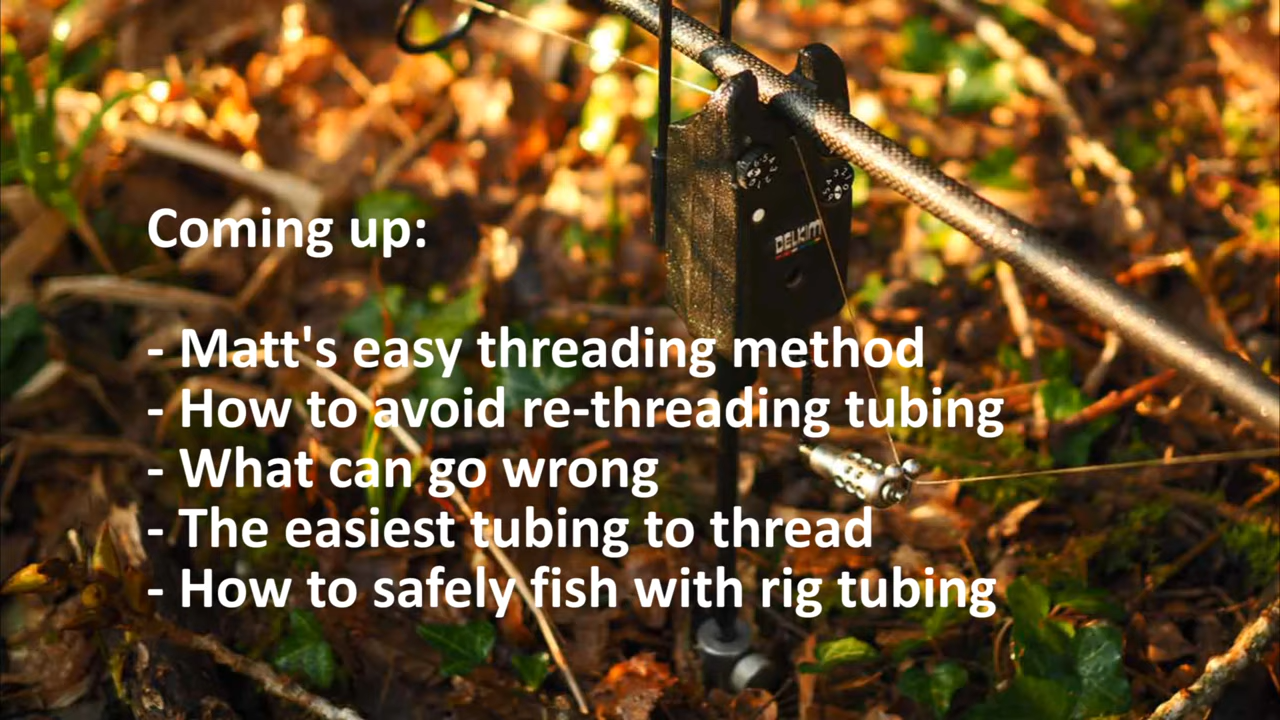 DELKIM
Coming up:
- Matt's easy threading method
- How to avoid re-threading tubing
- What can go wrong
- The easiest tubing to thread
- How to safely fish with rig tubing